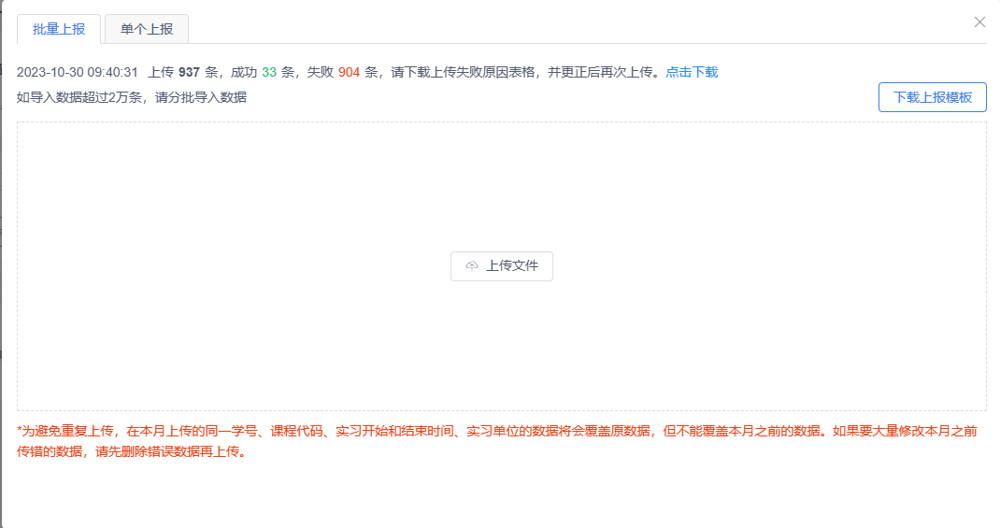 批量上报 单个上报
2023-10-30 09:40:31 上传 937 条，成功 33 条，失败 904 条，请下载上传失败原因表格，并更正后再次上传。点击下载
如导入数据超过2万条，请分批导入数据
下载上报模板
上传文件
*为避免重复上传，在本月上传的同一学号、课程代码、实习开始和结束时间、实习单位的数据将会覆盖原数据，但不能覆盖本月之前的数据。如果要大量修改本月之前
传错的数据，请先删除错误数据再上传。